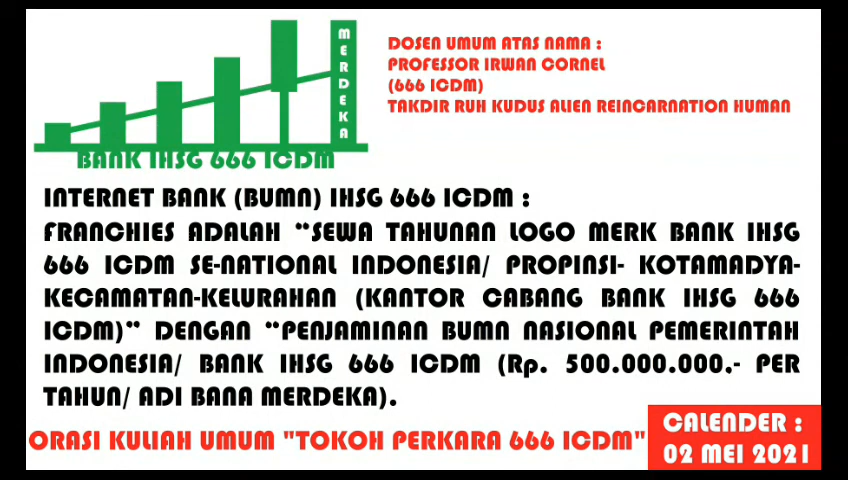 MERDEKA
BANK IHSG 666 ICDM
DOSEN UMUM ATAS NAMA :
PROFESSOR IRWAN CORNEL
(666 ICDM)
TAKDIR RUH KUDUS ALIEN REINCARNATION HUMAN
INTERNET BANK (BUMN) IHSG 666 ICDM :
FRANCHIES ADALAH “SEWA TAHUNAN LOGO MERK BANK IHSG
666 ICDM SE-NATIONAL INDONESIA/ PROPINSI- KOTAMADYA-
KECAMATAN-KELURAHAN (KANTOR CABANG BANK IHSG 666
ICDM)” DENGAN “PENJAMINAN BUMN NASIONAL PEMERINTAH
INDONESIA/ BANK IHSG 666 ICDM (Rp. 500.000.000,- PER
TAHUN/ ADI BANA MERDEKA).
ORASI KULIAH UMUM "TOKOH PERKARA 666 ICDM"
CALENDER :
02 MEI 2021